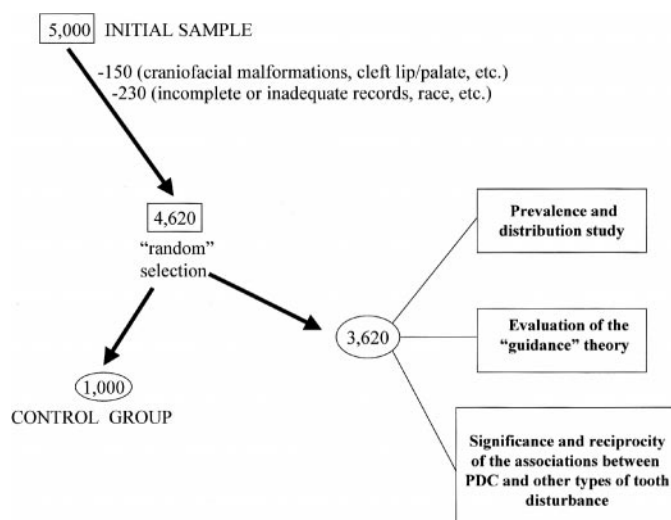 5,000 INITIAL SAMPLE
-150 (craniofacial malformations, cleft lip/palate, etc.)
-230 (incomplete or inadequate records, race, etc.)
4,620
“random”
selection
1,000
CONTROL GROUP
3,620
Prevalence and
distribution study
Evaluation of the
“guidance” theory
Significance and reciprocity
of the associations between
PDC and other types of tooth
disturbance